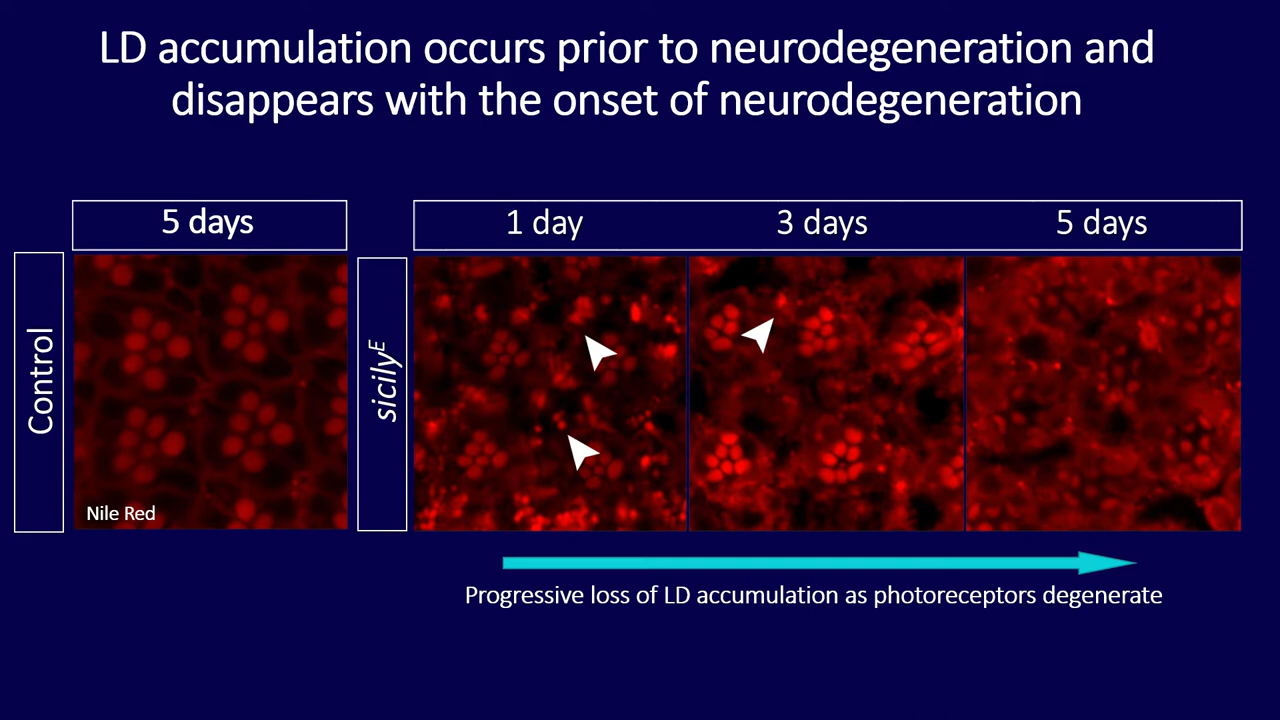 LD accumulation occurs prior to neurodegeneration and
disappears with the onset of neurodegeneration
5 days
1 day
3 days
5 days
Control
sicilyᴱ
Nile Red
Progressive loss of LD accumulation as photoreceptors degenerate